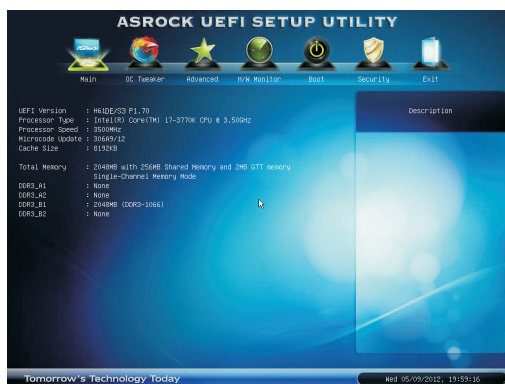 ASROCK UEFI SETUP UTILITY
ASRock
Main OC Tweaker Advanced H/W Monitor Boot Security Exit
UEFI Version : H61DE/S3 P1.70
Processor Type : Intel(R) Core(TM) i7-3770K CPU @ 3.50GHz
Processor Speed : 3500MHz
Microcode Update : 306A9/12
Cache Size : 8192KB
Total Memory : 2048MB with 256MB Shared Memory and 2MB GTT memory
Single-Channel Memory Mode
DDR3_A1 : None
DDR3_A2 : None
DDR3_B1 : 2048MB (DDR3-1066)
DDR3_B2 : None
Description
Tomorrow's Technology Today
Wed 05/09/2012, 19:59:16